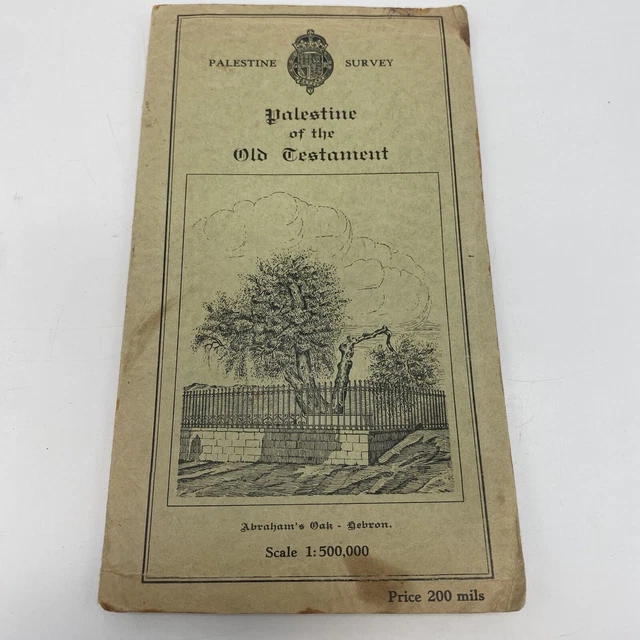 PALESTINE SURVEY
Palestine
of the
Old Testament
Abraham's Oak - Hebron.
Scale 1:500,000
Price 200 mils